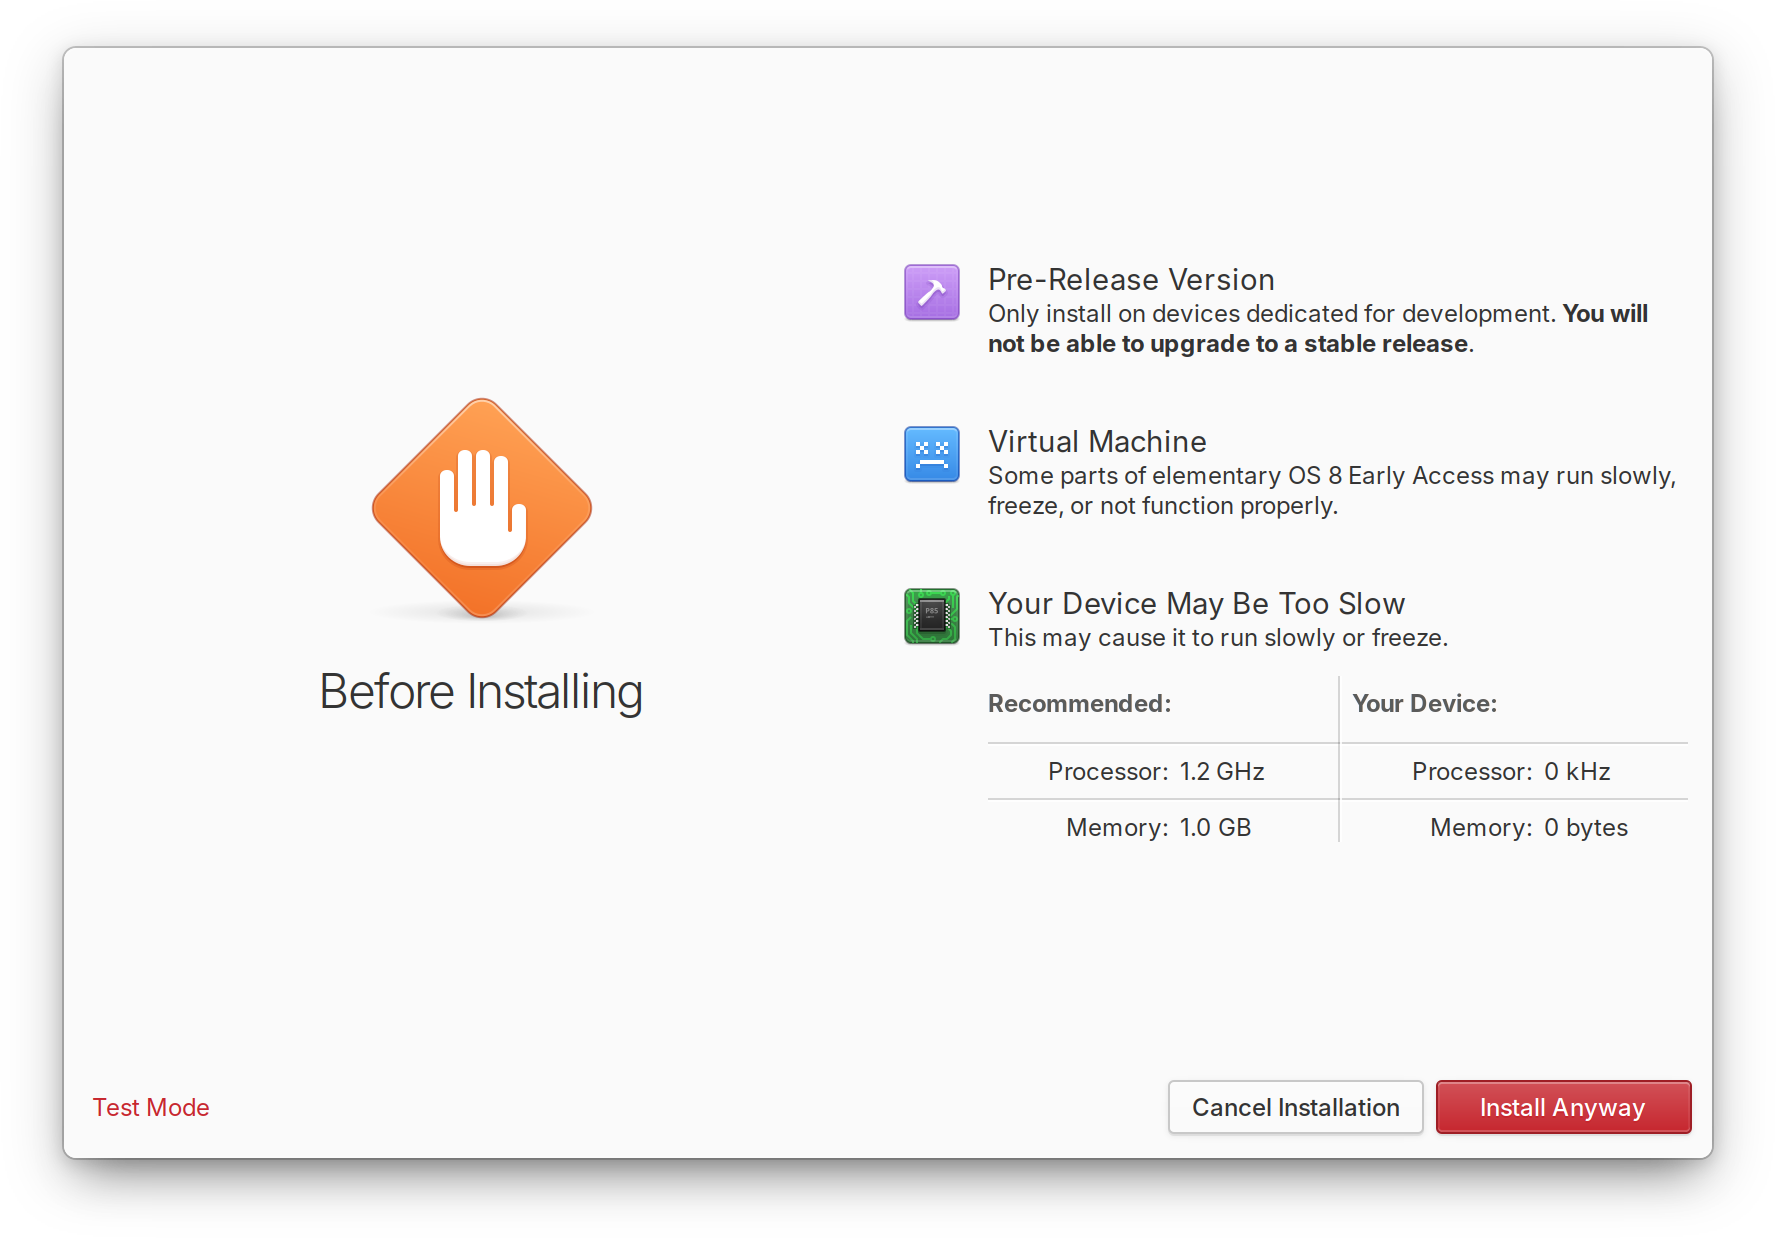 Before Installing
Pre-Release Version
Only install on devices dedicated for development. You will
not be able to upgrade to a stable release.
Virtual Machine
Some parts of elementary OS 8 Early Access may run slowly,
freeze, or not function properly.
Your Device May Be Too Slow
This may cause it to run slowly or freeze.
Recommended: Your Device:
Processor: 1.2 GHz Processor: 0 kHz
Memory: 1.0 GB Memory: 0 bytes
Test Mode Cancel Installation Install Anyway